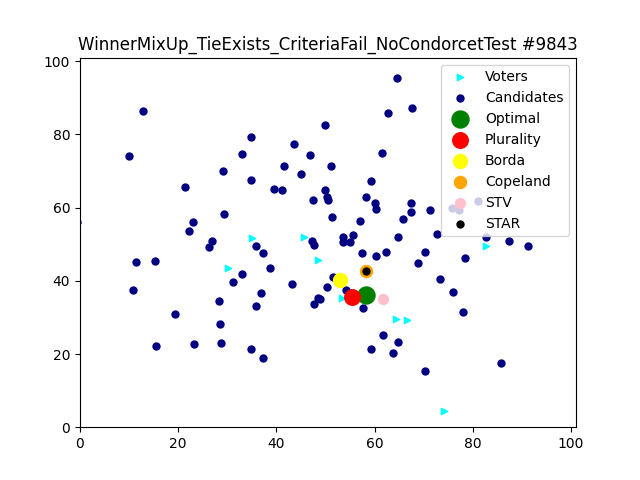 WinnerMixUp_TieExists_CriteriaFail_NoCondorcetTest #9843
100
80
60
40
20
0
0
20
40
60
80
100
Voters
Candidates
Optimal
Plurality
Borda
Copeland
STV
STAR